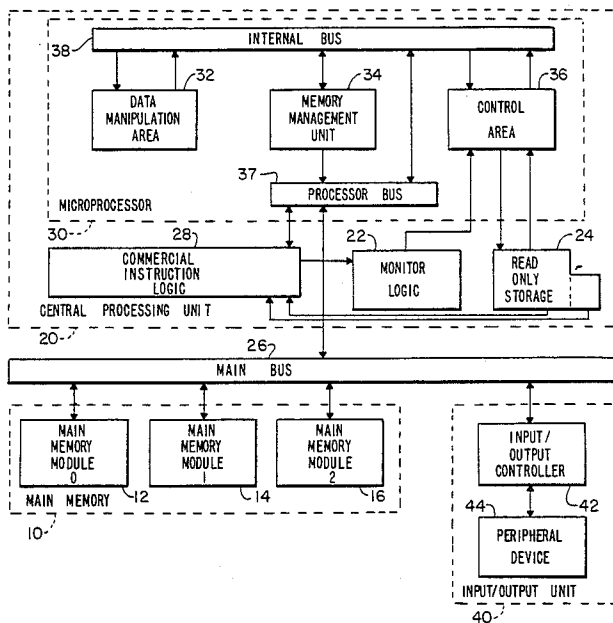 INTERNAL BUS
38
32
34
36
DATA
MANIPULATION
AREA
MEMORY
MANAGEMENT
UNIT
CONTROL
AREA
37
PROCESSOR BUS
MICROPROCESSOR
30
28
22
24
COMMERCIAL
INSTRUCTION
LOGIC
MONITOR
LOGIC
READ
ONLY
STORAGE
CENTRAL PROCESSING UNIT
20
26
MAIN BUS
MAIN
MEMORY
MODULE
0
MAIN
MEMORY
MODULE
1
MAIN
MEMORY
MODULE
2
INPUT/
OUTPUT
CONTROLLER
12
14
16
42
MAIN MEMORY
10
44
PERIPHERAL
DEVICE
INPUT/OUTPUT UNIT
40